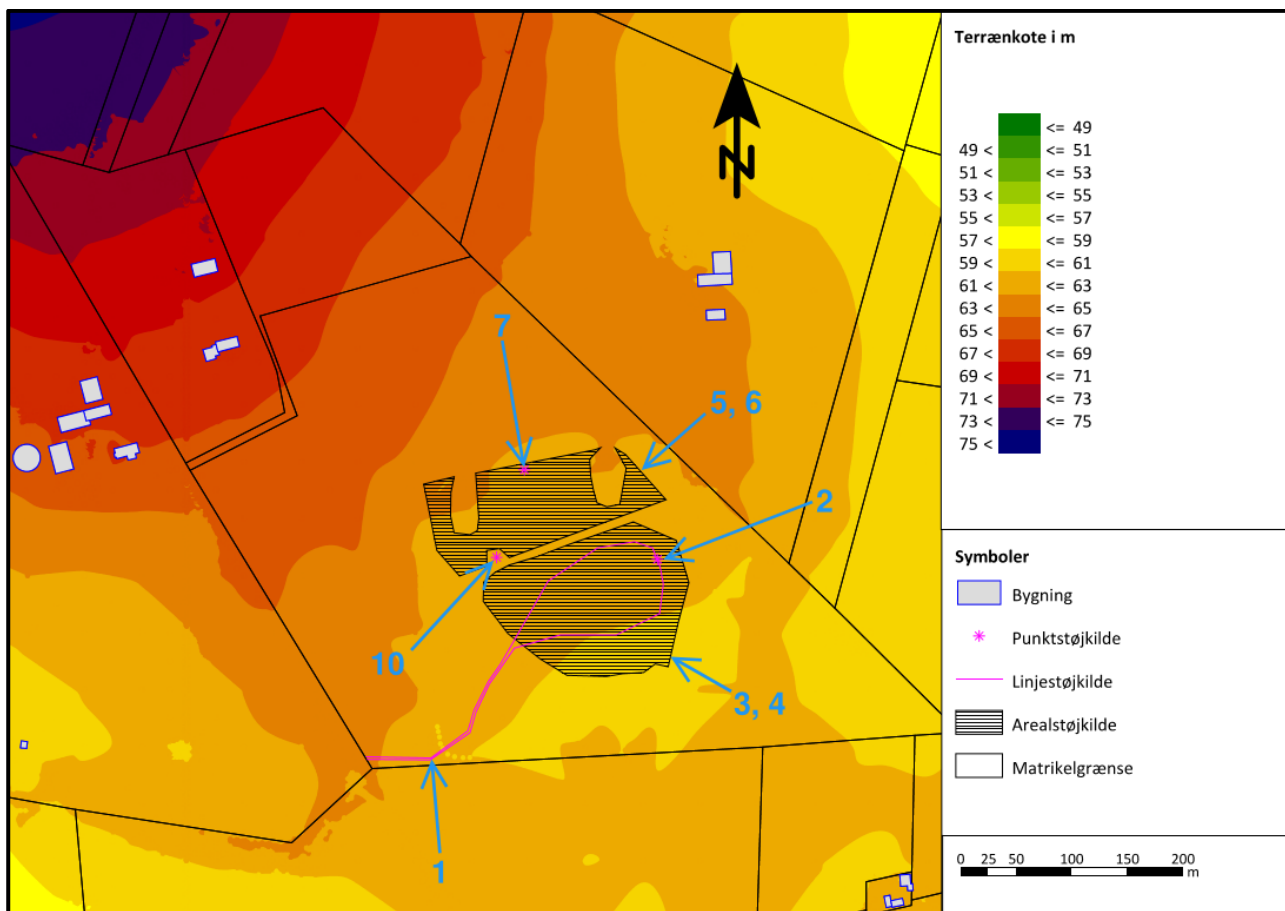 Terrænkote i m
<= 49
49 < <= 51
51 < <= 53
53 < <= 55
55 < <= 57
57 < <= 59
59 < <= 61
61 < <= 63
63 < <= 65
65 < <= 67
67 < <= 69
69 < <= 71
71 < <= 73
73 < <= 75
75 <
N
7
5, 6
2
10
3, 4
1
Symboler
Bygning
Punktstøjkilde
Linjestøjkilde
Arealstøjkilde
Matrikelgrænse
0 25 50 100 150 200
m